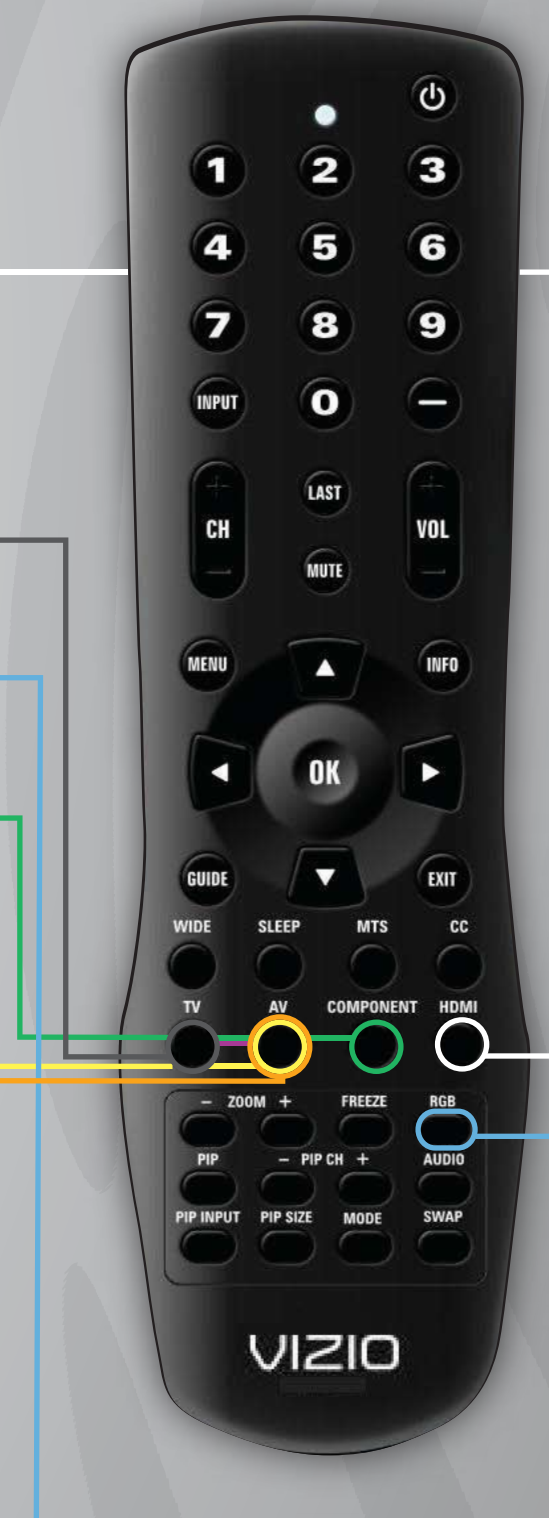 1 2 3
4 5 6
7 8 9
INPUT 0 —
+ LAST +
CH VOL
— MUTE —
MENU INFO
OK
GUIDE EXIT
WIDE SLEEP MTS CC
TV AV COMPONENT HDMI
— ZOOM + FREEZE RGB
PIP — PIP CH + AUDIO
PIP INPUT PIP SIZE MODE SWAP
VIZIO